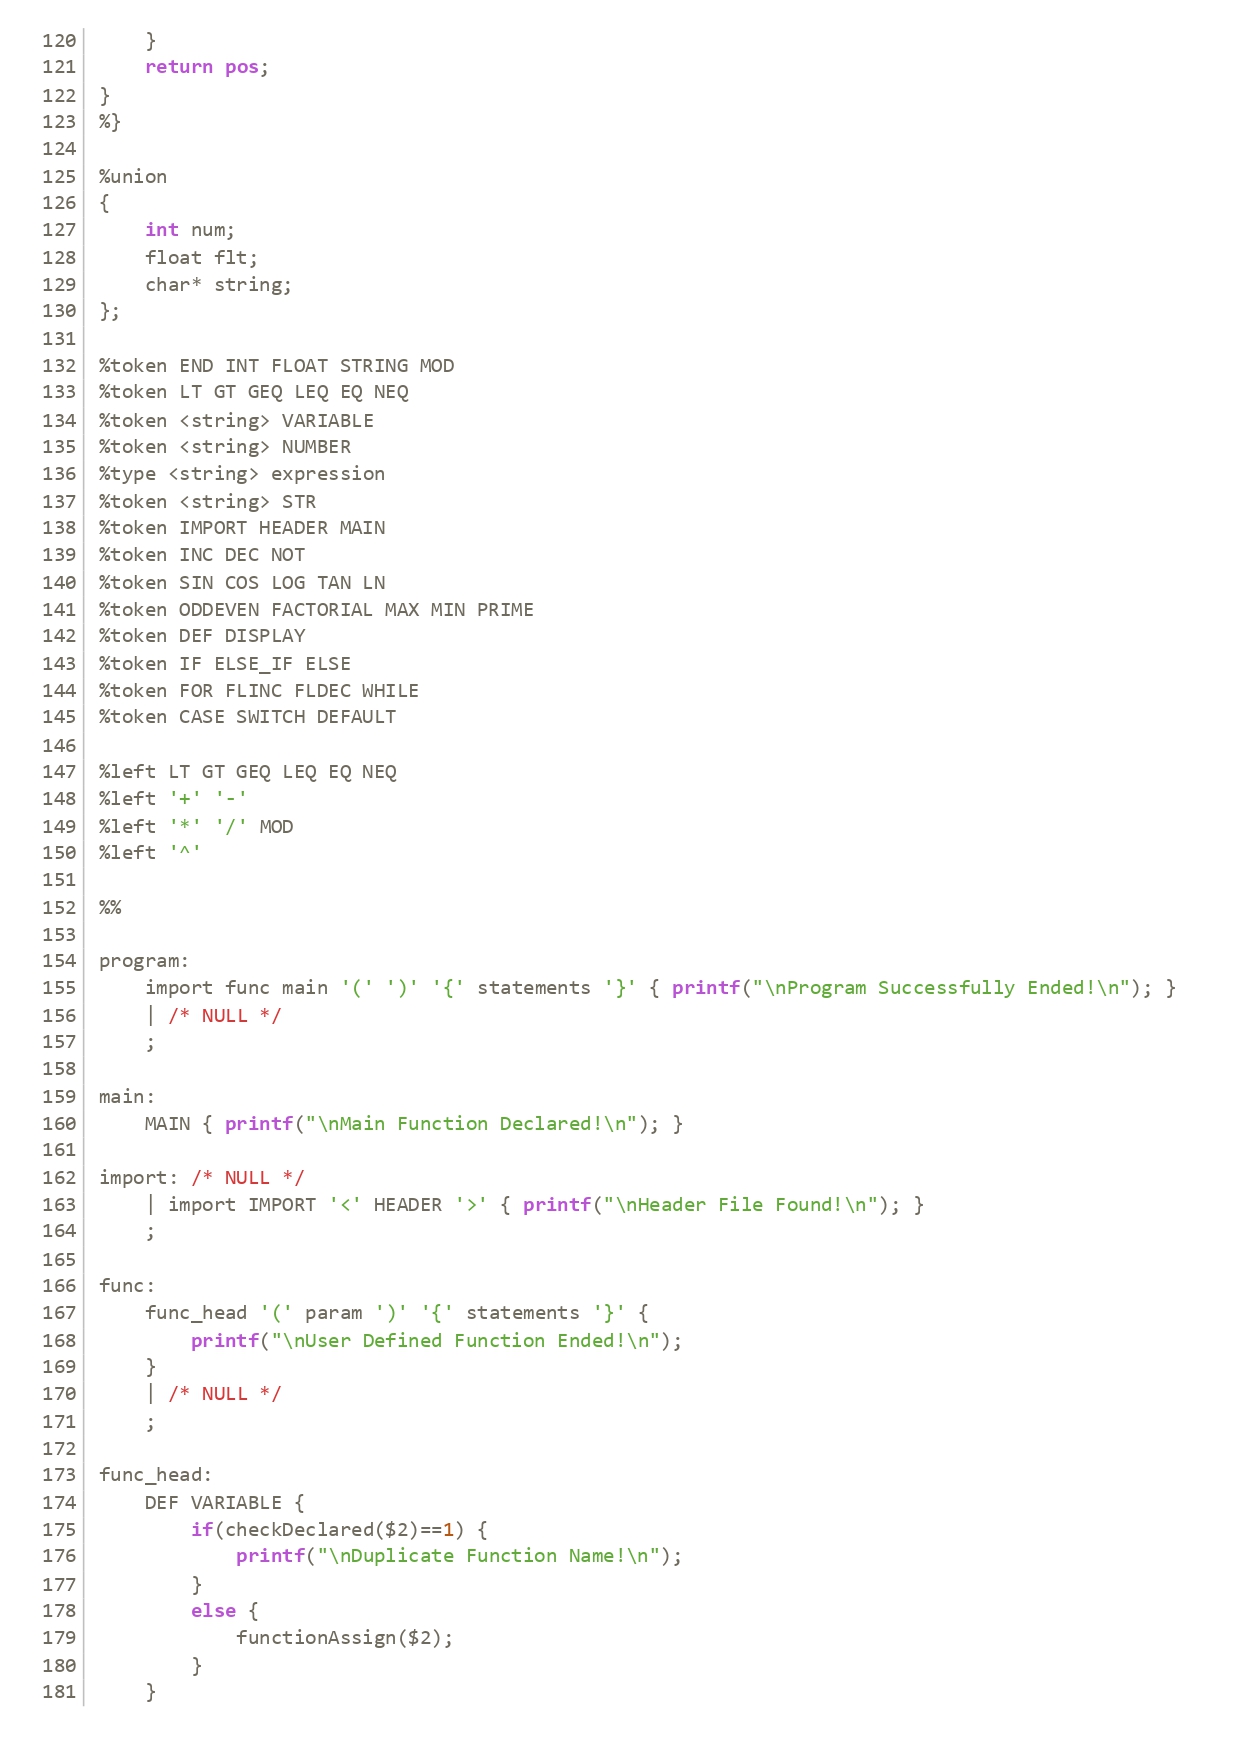 120     }
121     return pos;
122 }
123 %}
124
125 %union
126 {
127     int num;
128     float flt;
129     char* string;
130 };
131
132 %token END INT FLOAT STRING MOD
133 %token LT GT GEQ LEQ EQ NEQ
134 %token <string> VARIABLE
135 %token <string> NUMBER
136 %type <string> expression
137 %token <string> STR
138 %token IMPORT HEADER MAIN
139 %token INC DEC NOT
140 %token SIN COS LOG TAN LN
141 %token ODDEVEN FACTORIAL MAX MIN PRIME
142 %token DEF DISPLAY
143 %token IF ELSE_IF ELSE
144 %token FOR FLINC FLDEC WHILE
145 %token CASE SWITCH DEFAULT
146
147 %left LT GT GEQ LEQ EQ NEQ
148 %left '+' '-'
149 %left '*' '/' MOD
150 %left '^'
151
152 %%
153
154 program:
155     import func main '(' ')' '{' statements '}' { printf("\nProgram Successfully Ended!\n"); }
156     | /* NULL */
157     ;
158
159 main:
160     MAIN { printf("\nMain Function Declared!\n"); }
161
162 import: /* NULL */
163     | import IMPORT '<' HEADER '>' { printf("\nHeader File Found!\n"); }
164     ;
165
166 func:
167     func_head '(' param ')' '{' statements '}' {
168         printf("\nUser Defined Function Ended!\n");
169     }
170     | /* NULL */
171     ;
172
173 func_head:
174     DEF VARIABLE {
175         if(checkDeclared($2)==1) {
176             printf("\nDuplicate Function Name!\n");
177         }
178         else {
179             functionAssign($2);
180         }
181     }